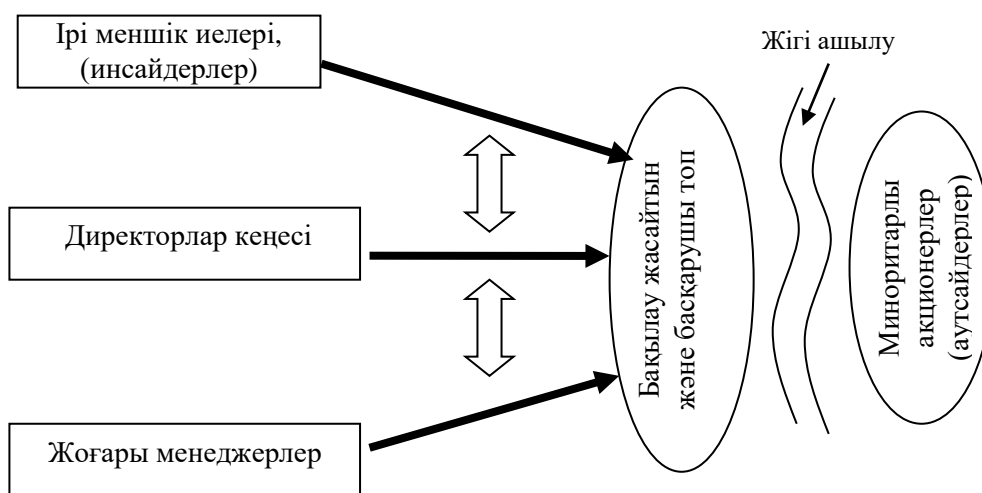 Ірі меншік иелері,
(инсайдерлер)
Жігі ашылу
Директорлар кеңесі
Бақылау жасайтын
және басқарушы топ
Миноритарлы
акционерлер
(аутсайдерлер)
Жоғары менеджерлер